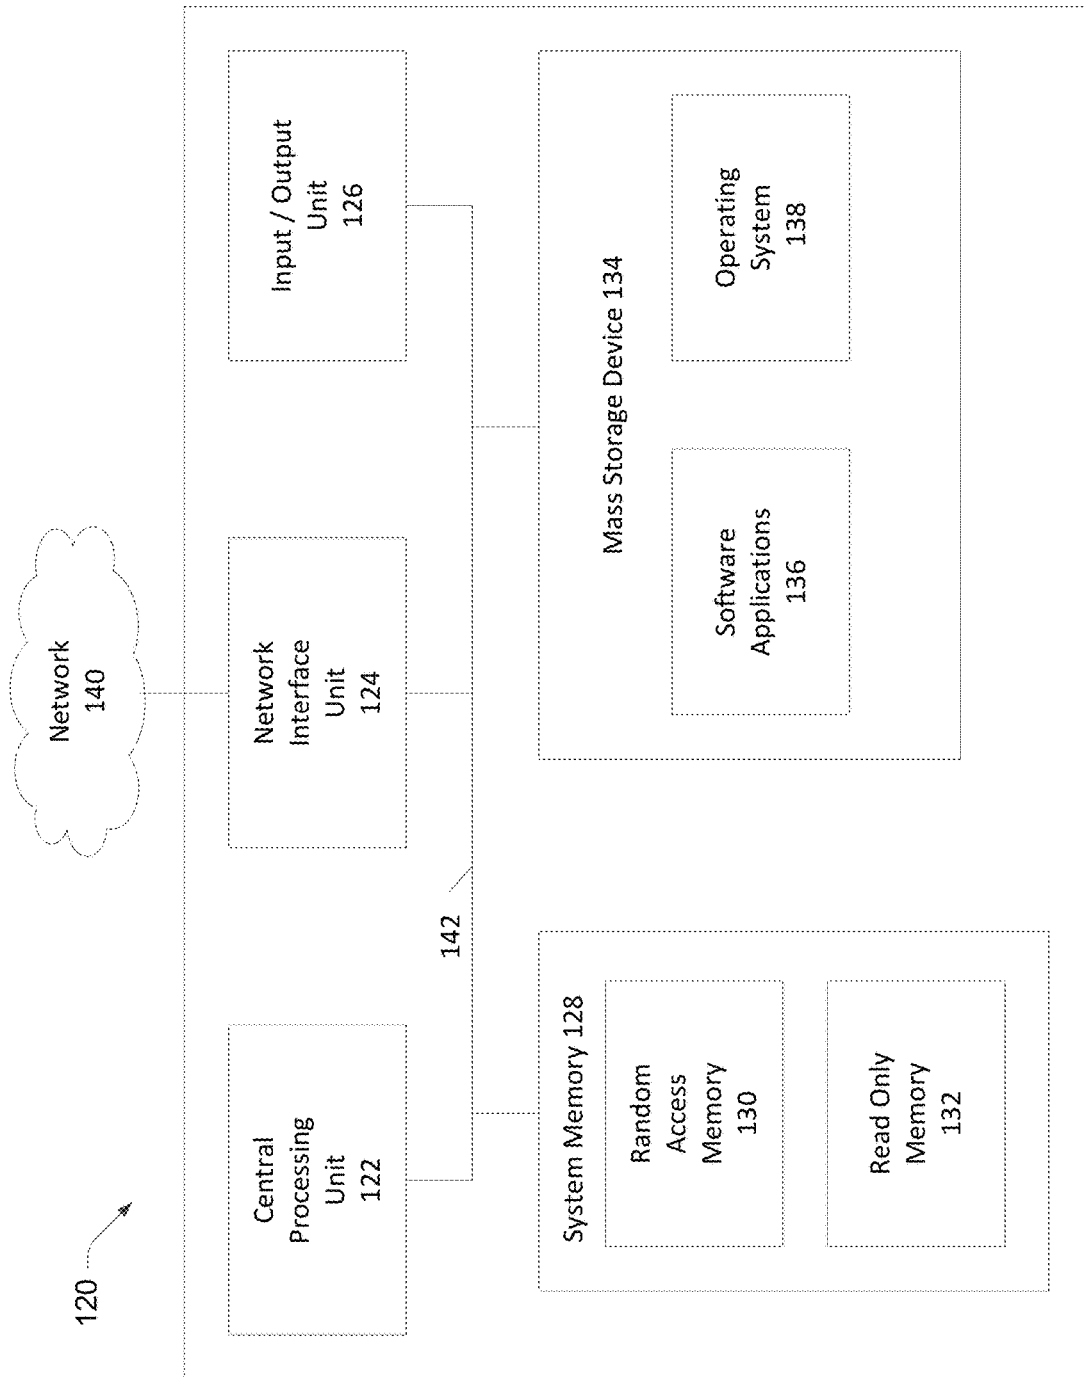 120
Network
140
Central
Processing
Unit
122
Network
Interface
Unit
124
Input / Output
Unit
126
142
System Memory 128
Random
Access
Memory
130
Read Only
Memory
132
Mass Storage Device 134
Software
Applications
136
Operating
System
138